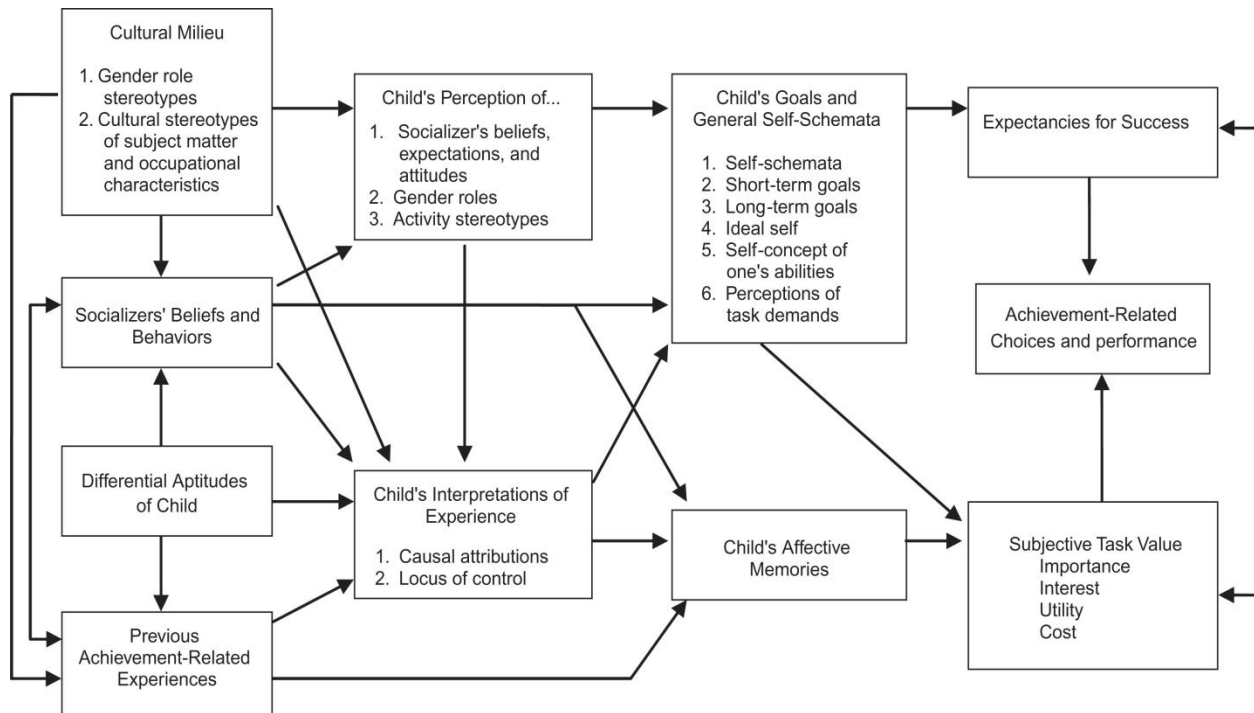 Cultural Milieu
1. Gender role
stereotypes
2. Cultural stereotypes
of subject matter
and occupational
characteristics
Socializers' Beliefs and
Behaviors
Differential Aptitudes
of Child
Previous
Achievement-Related
Experiences
Child's Perception of...
1. Socializer's beliefs,
expectations, and
attitudes
2. Gender roles
3. Activity stereotypes
Child's Interpretations of
Experience
1. Causal attributions
2. Locus of control
Child's Goals and
General Self-Schemata
1. Self-schemata
2. Short-term goals
3. Long-term goals
4. Ideal self
5. Self-concept of
one's abilities
6. Perceptions of
task demands
Child's Affective
Memories
Expectancies for Success
Achievement-Related
Choices and performance
Subjective Task Value
Importance
Interest
Utility
Cost